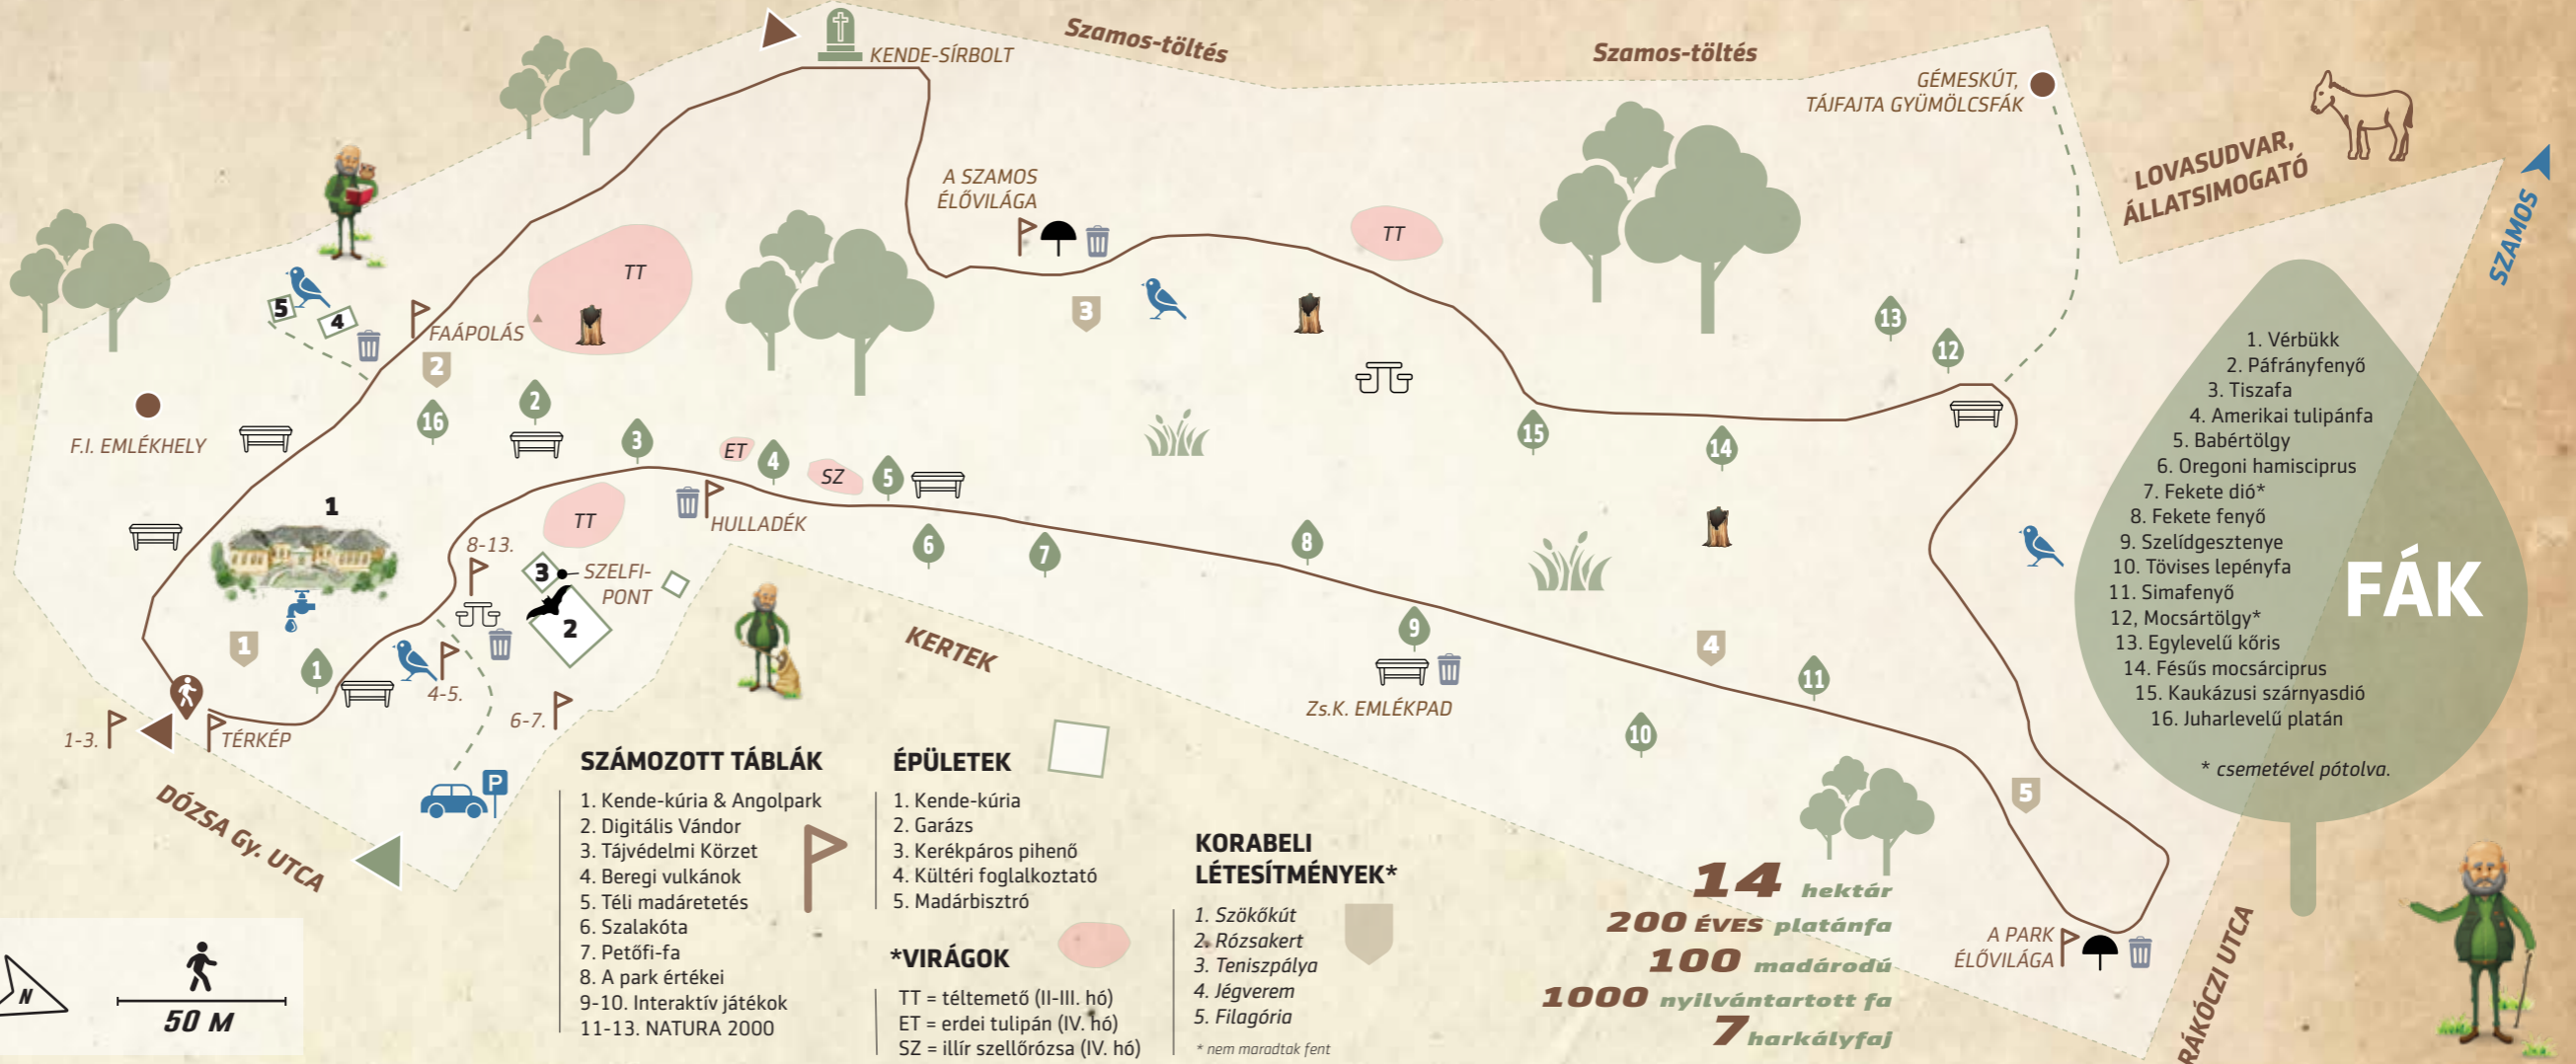 KENDE-SÍRBOLT
Szamos-töltés
Szamos-töltés
GÉMESKÚT,
TÁJFAJTA GYÜMÖLCSFÁK
LOVASUDVAR,
ÁLLATSIMOGATÓ
SZAMOS
A SZAMOS
ÉLŐVILÁGA
TT
TT
5
4
FAÁPOLÁS
2
3
13
12
F.I. EMLÉKHELY
16
2
3
ET
4
SZ
5
15
14
1
TT
HULLADÉK
6
7
8
8-13.
3
SZELFI-
PONT
2
KERTEK
9
Zs.K. EMLÉKPAD
4
11
10
1
1
4-5.
6-7.
1-3.
TÉRKÉP
P
DÓZSA Gy. UTCA
5
A PARK
ÉLŐVILÁGA
RÁKÓCZI UTCA
1. Vérbükk
2. Páfrányfenyő
3. Tiszafa
4. Amerikai tulipánfa
5. Babértölgy
6. Oregoni hamisciprus
7. Fekete dió*
8. Fekete fenyő
9. Szelídgesztenye
10. Tövises lepényfa
11. Simafenyő
12, Mocsártölgy*
13. Egylevelű kőris
14. Fésűs mocsárciprus
15. Kaukázusi szárnyasdió
16. Juharlevelű platán
* csemetével pótolva.
FÁK
N
50 M
SZÁMOZOTT TÁBLÁK
1. Kende-kúria & Angolpark
2. Digitális Vándor
3. Tájvédelmi Körzet
4. Beregi vulkánok
5. Téli madáretetés
6. Szalakóta
7. Petőfi-fa
8. A park értékei
9-10. Interaktív játékok
11-13. NATURA 2000
ÉPÜLETEK
1. Kende-kúria
2. Garázs
3. Kerékpáros pihenő
4. Kültéri foglalkoztató
5. Madárbisztró
*VIRÁGOK
TT = téltemető (II-III. hó)
ET = erdei tulipán (IV. hó)
SZ = illír szellőrózsa (IV. hó)
KORABELI
LÉTESÍTMÉNYEK*
1. Szökőkút
2. Rózsakert
3. Teniszpálya
4. Jégverem
5. Filagória
* nem maradtak fent
14 hektár
200 ÉVES platánfa
100 madárodú
1000 nyilvántartott fa
7 harkályfaj